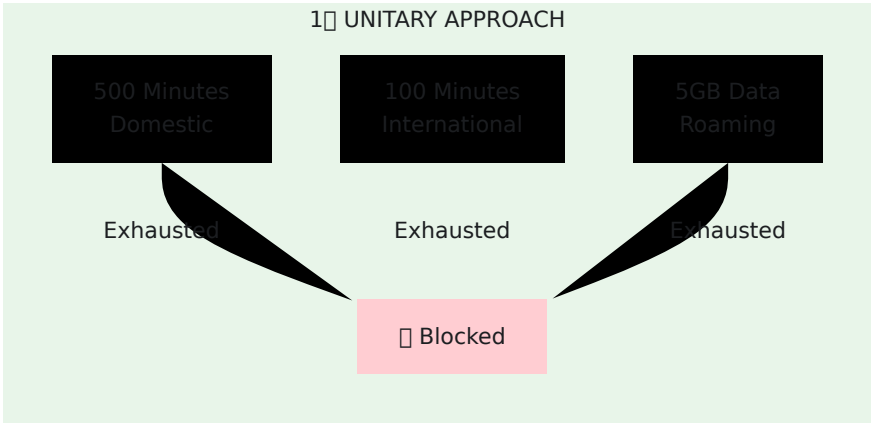 1▯ UNITARY APPROACH
500 Minutes
Domestic
100 Minutes
International
5GB Data
Roaming
Exhausted
Exhausted
Exhausted
▯ Blocked